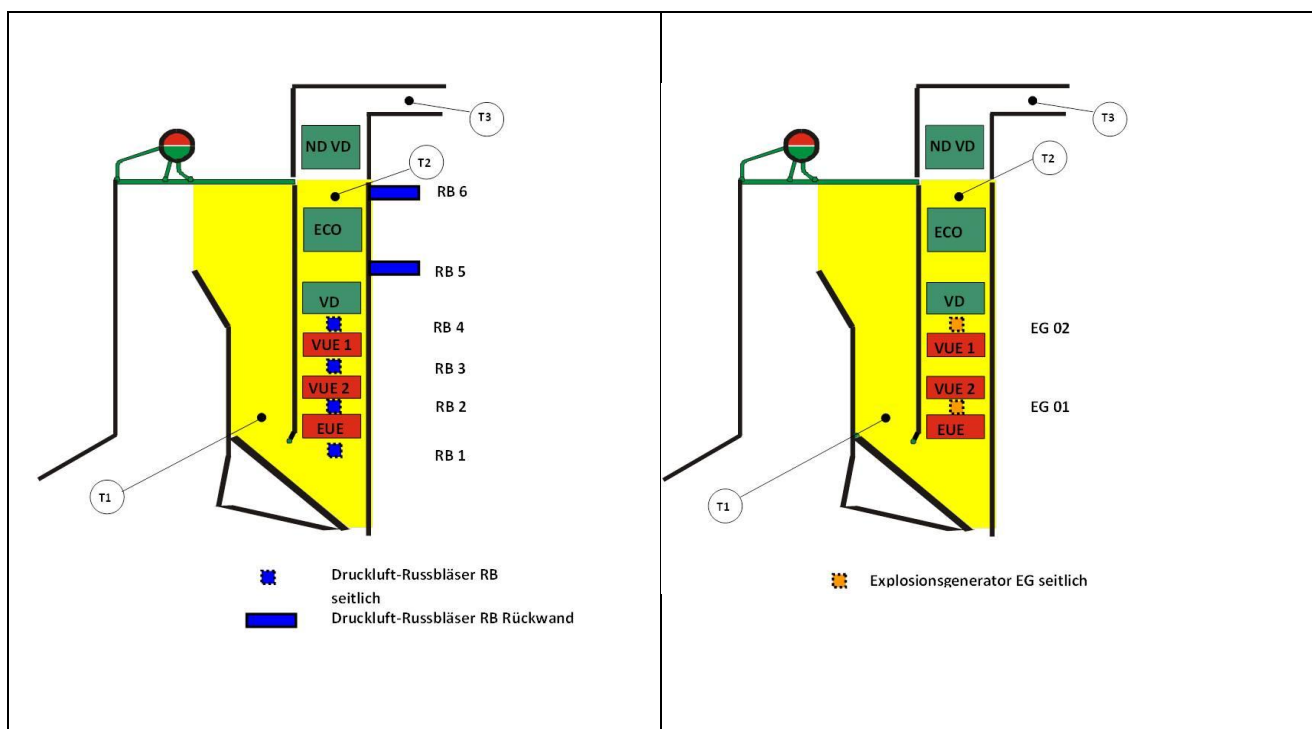 T3
ND VD
T2
RB 6
ECO
RB 5
VD
RB 4
VUE 1
RB 3
VUE 2
RB 2
EUE
RB 1
T1
Druckluft-Russbläser RB
seitlich
Druckluft-Russbläser RB Rückwand
T3
ND VD
T2
ECO
VD
EG 02
VUE 1
VUE 2
EG 01
EUE
T1
Explosionsgenerator EG seitlich